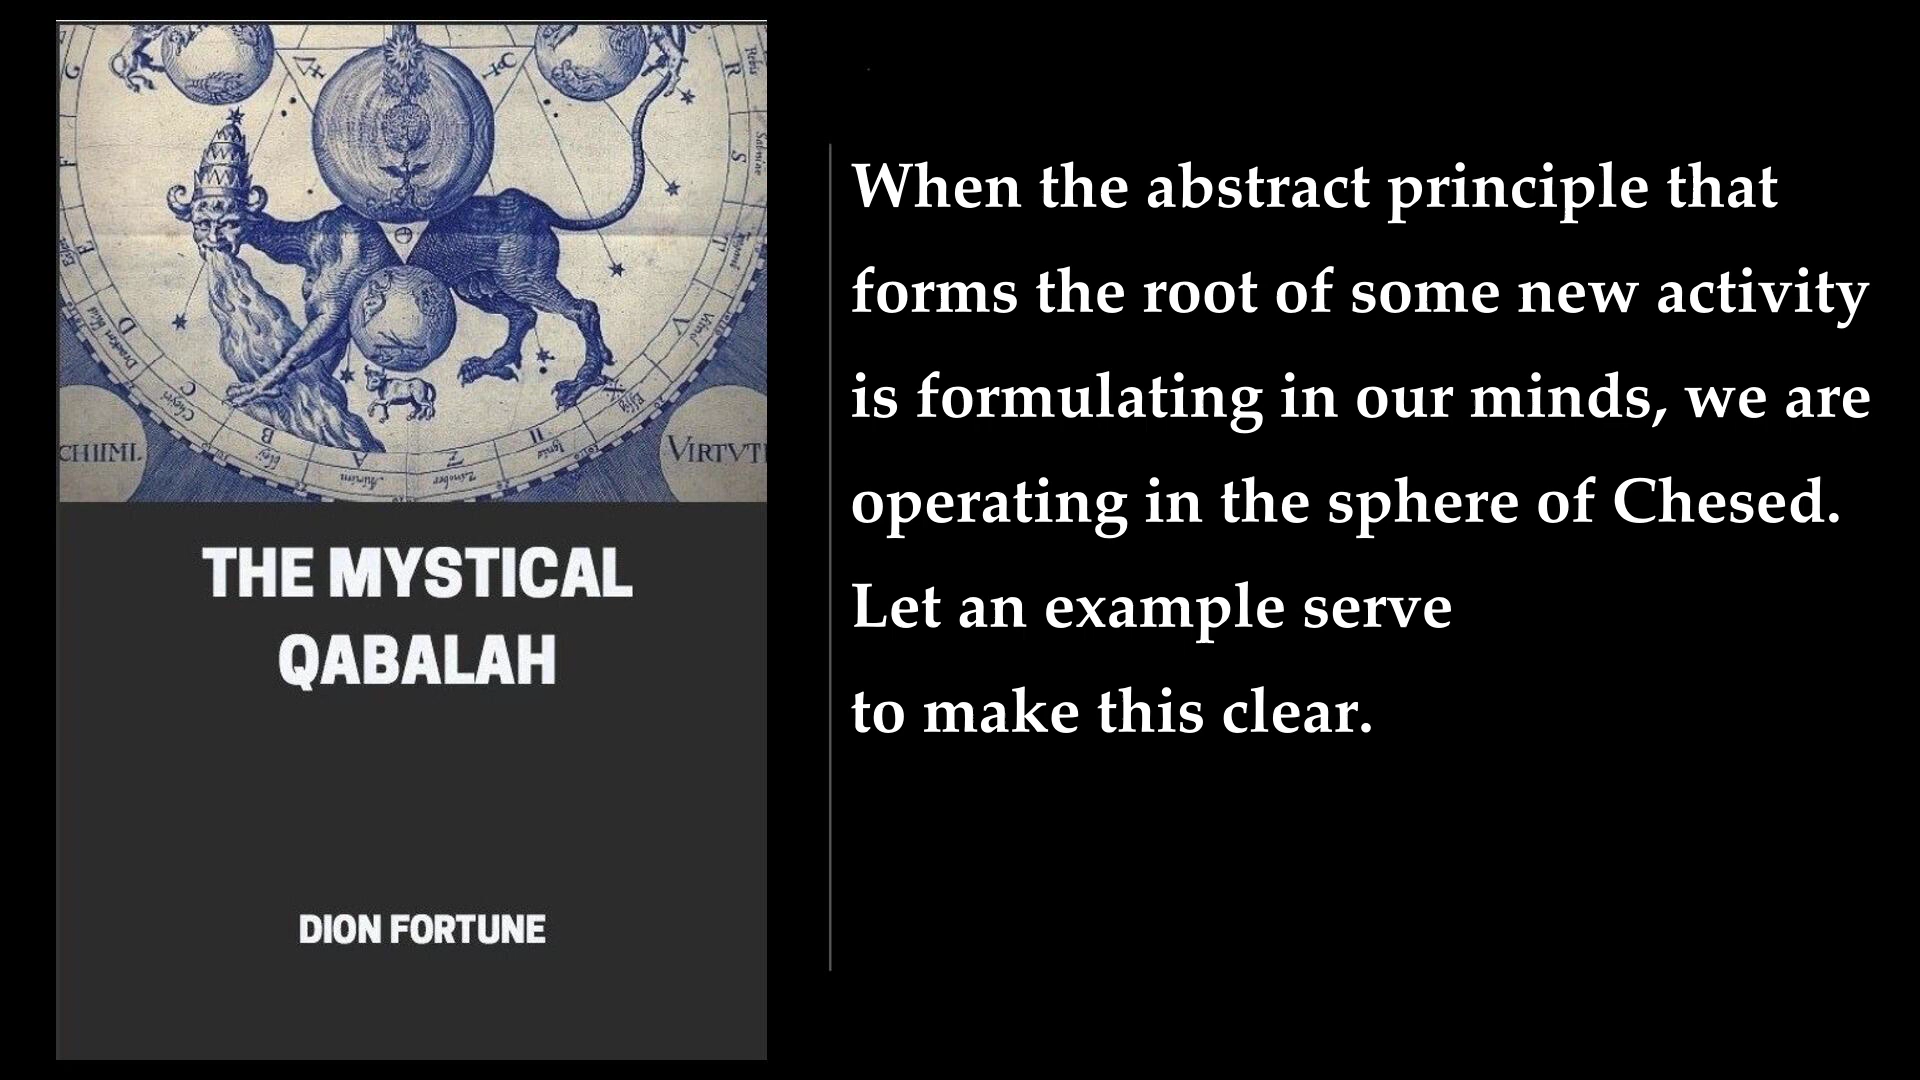 CHIIMI.
VIRTVTI
THE MYSTICAL
QABALAH
DION FORTUNE
When the abstract principle that
forms the root of some new activity
is formulating in our minds, we are
operating in the sphere of Chesed.
Let an example serve
to make this clear.